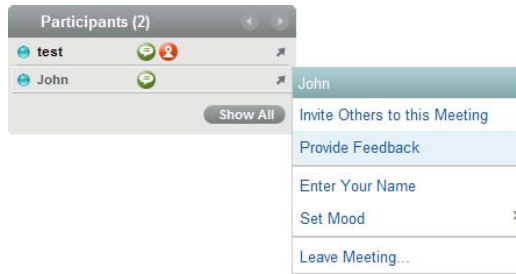 Participants (2)
test
John
Show All
John
Invite Others to this Meeting
Provide Feedback
Enter Your Name
Set Mood
Leave Meeting...